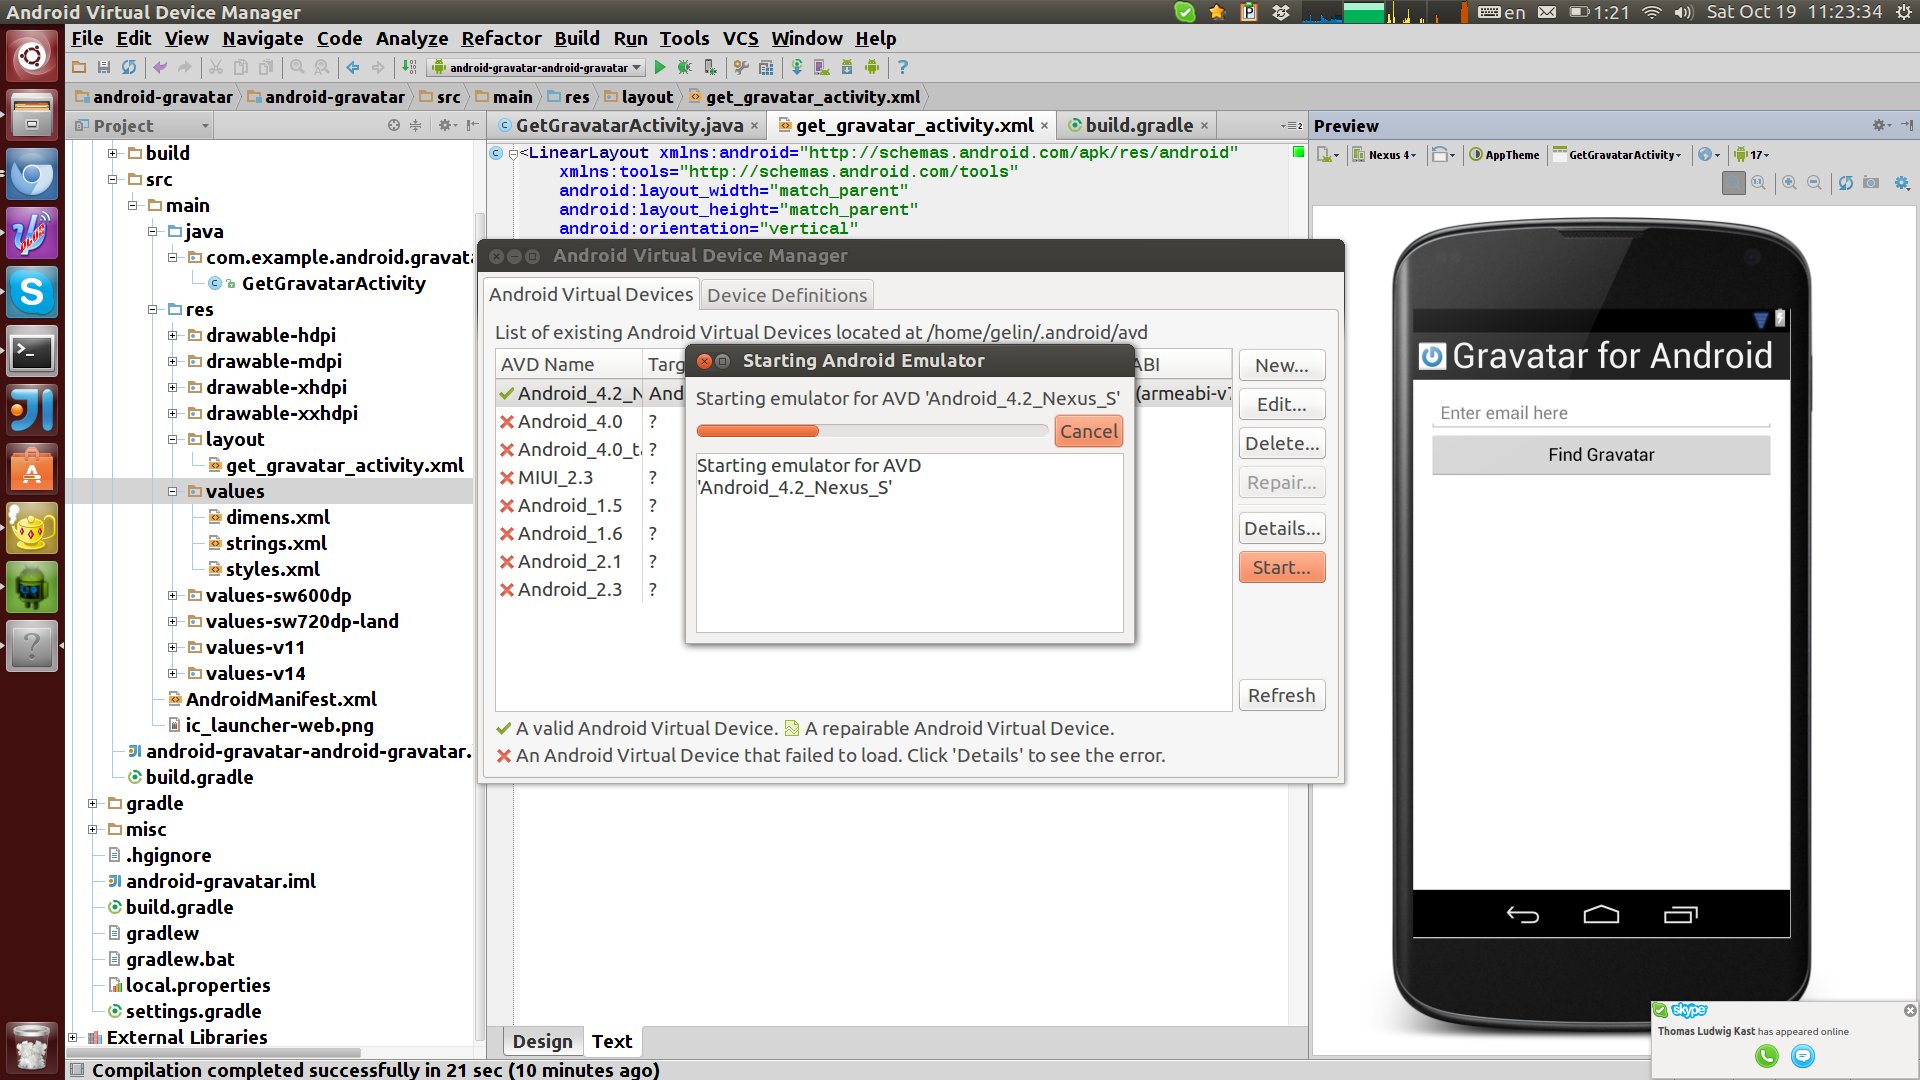 Android Virtual Device Manager
en 1:21 Sat Oct 19 11:23:34
File Edit View Navigate Code Analyze Refactor Build Run Tools VCS Window Help
android-gravatar-android-gravatar
android-gravatar android-gravatar src main res layout get_gravatar_activity.xml
Project
GetGravatarActivity.java
get_gravatar_activity.xml
build.gradle
build
src
main
java
com.example.android.gravata
GetGravatarActivity
res
drawable-hdpi
drawable-mdpi
drawable-xhdpi
drawable-xxhdpi
layout
get_gravatar_activity.xml
values
dimens.xml
strings.xml
styles.xml
values-sw600dp
values-sw720dp-land
values-v11
values-v14
AndroidManifest.xml
ic_launcher-web.png
android-gravatar-android-gravatar.
build.gradle
gradle
misc
.hgignore
android-gravatar.iml
build.gradle
gradlew
gradlew.bat
local.properties
settings.gradle
External Libraries
<LinearLayout xmlns:android="http://schemas.android.com/apk/res/android"
xmlns:tools="http://schemas.android.com/tools"
android:layout_width="match_parent"
android:layout_height="match_parent"
android:orientation="vertical"
Android Virtual Device Manager
Android Virtual Devices Device Definitions
List of existing Android Virtual Devices located at /home/gelin/.android/avd
AVD Name Targ ABI
Android_4.2_N And (armeabi-v7
Android_4.0 ?
Android_4.0_ta ?
MIUI_2.3 ?
Android_1.5 ?
Android_1.6 ?
Android_2.1 ?
Android_2.3 ?
Starting Android Emulator
Starting emulator for AVD 'Android_4.2_Nexus_S'
Cancel
Starting emulator for AVD
'Android_4.2_Nexus_S'
New...
Edit...
Delete...
Repair...
Details...
Start...
Refresh
A valid Android Virtual Device. A repairable Android Virtual Device.
An Android Virtual Device that failed to load. Click 'Details' to see the error.
Design Text
Preview
Nexus 4 AppTheme GetGravatarActivity 17
Gravatar for Android
Enter email here
Find Gravatar
skype
Thomas Ludwig Kast has appeared online
Compilation completed successfully in 21 sec (10 minutes ago)